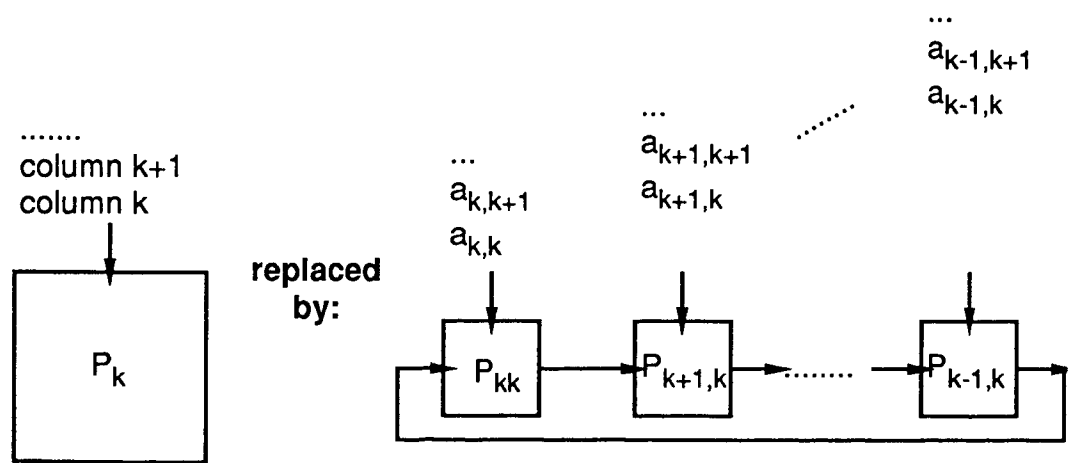 ...
a_{k-1,k+1}
a_{k-1,k}
...
a_{k+1,k+1}
a_{k+1,k}
.......
column k+1
column k
...
a_{k,k+1}
a_{k,k}
replaced
by:
P_k
P_{kk}
P_{k+1,k}
........
P_{k-1,k}